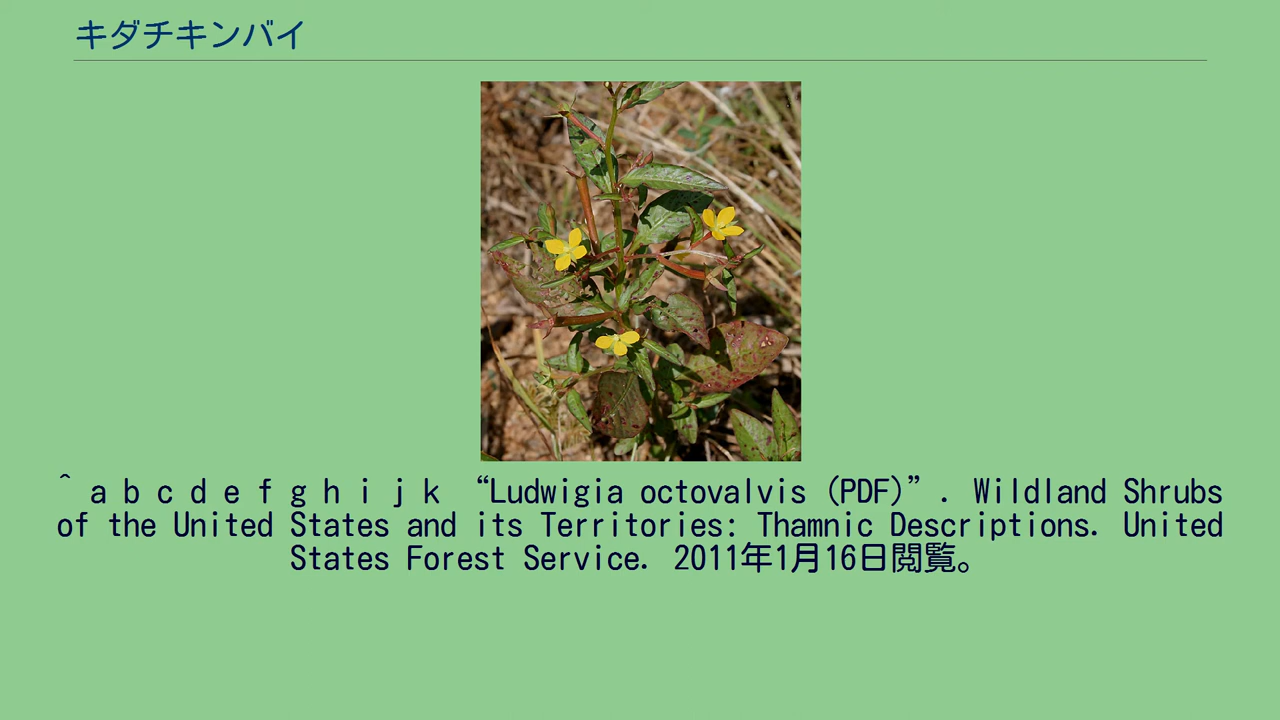 キダチキンバイ
^ a b c d e f g h i j k “Ludwigia octovalvis (PDF)”. Wildland Shrubs
of the United States and its Territories: Thamnic Descriptions. United
States Forest Service. 2011年1月16日閲覧。